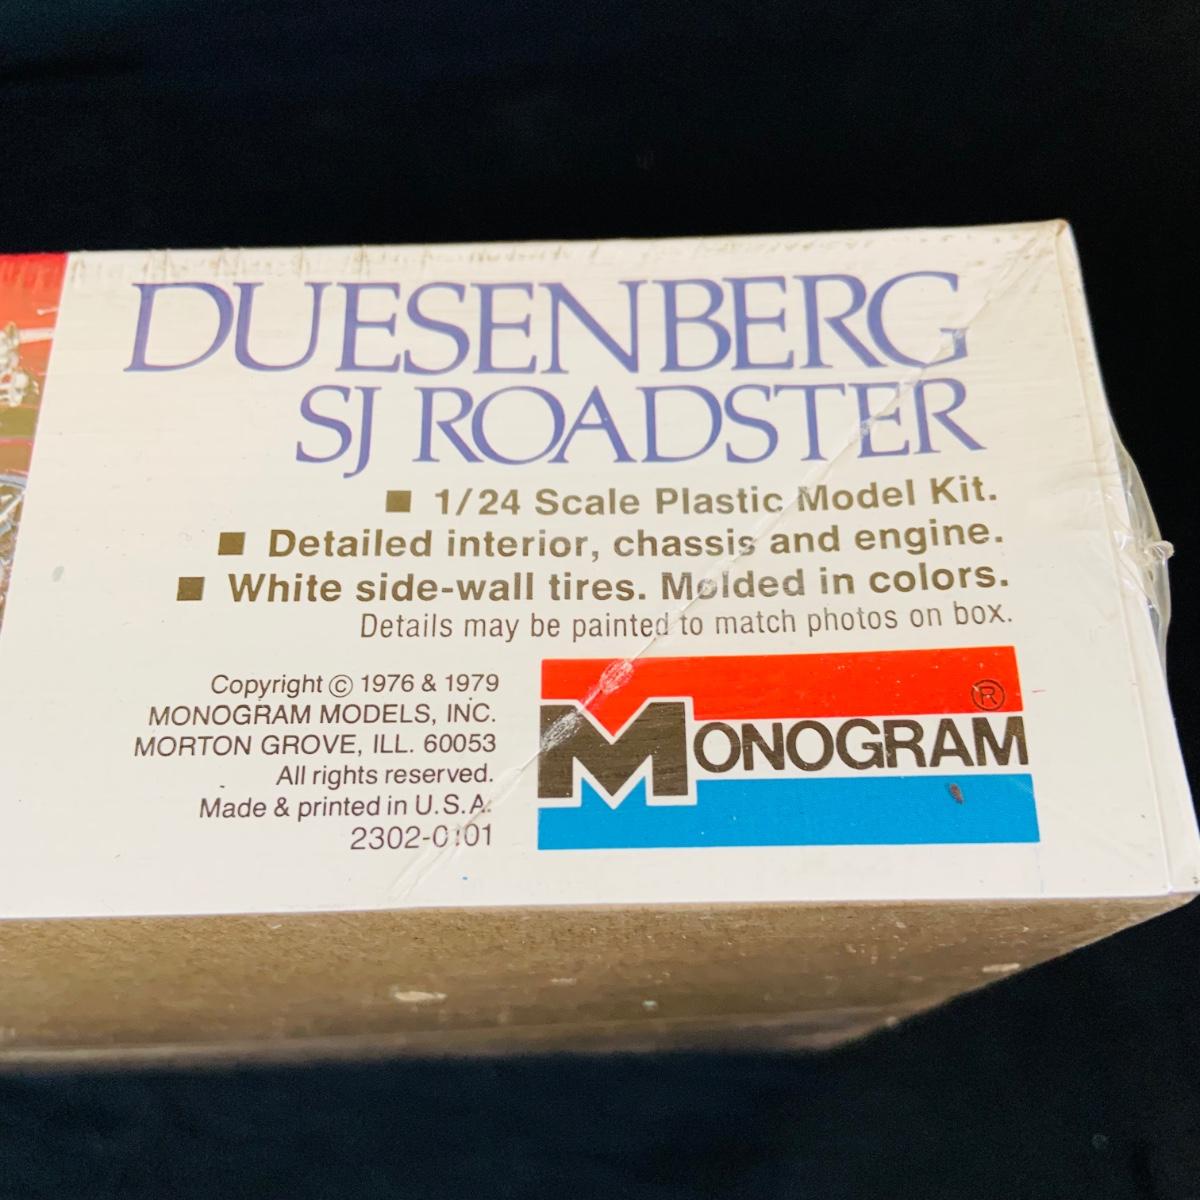 DUESENBERG
SJ ROADSTER
■ 1/24 Scale Plastic Model Kit.
■ Detailed interior, chassis and engine.
■ White side-wall tires. Molded in colors.
Details may be painted to match photos on box.
Copyright © 1976 & 1979
MONOGRAM MODELS, INC.
MORTON GROVE, ILL. 60053
All rights reserved.
Made & printed in U.S.A.
2302-0101
MONOGRAM ®